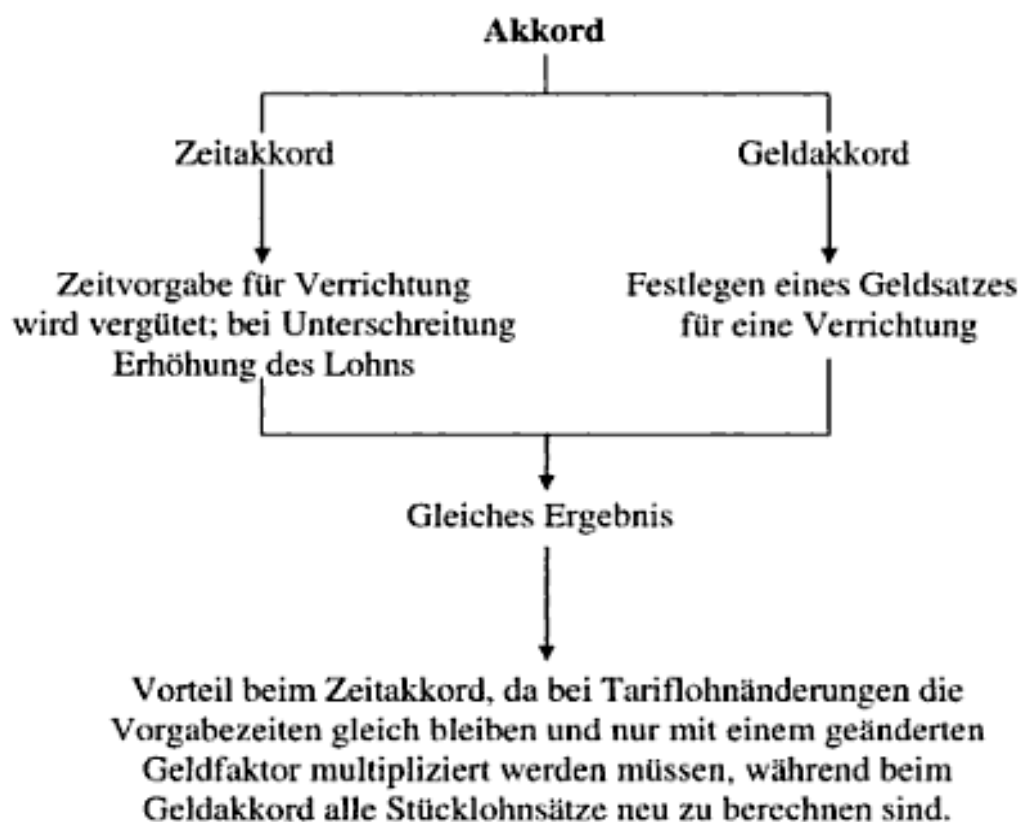 Akkord
Zeitakkord
Geldakkord
Zeitvorgabe für Verrichtung
wird vergütet; bei Unterschreitung
Erhöhung des Lohns
Festlegen eines Geldsatzes
für eine Verrichtung
Gleiches Ergebnis
Vorteil beim Zeitakkord, da bei Tariflohnänderungen die
Vorgabezeiten gleich bleiben und nur mit einem geänderten
Geldfaktor multipliziert werden müssen, während beim
Geldakkord alle Stücklohnsätze neu zu berechnen sind.